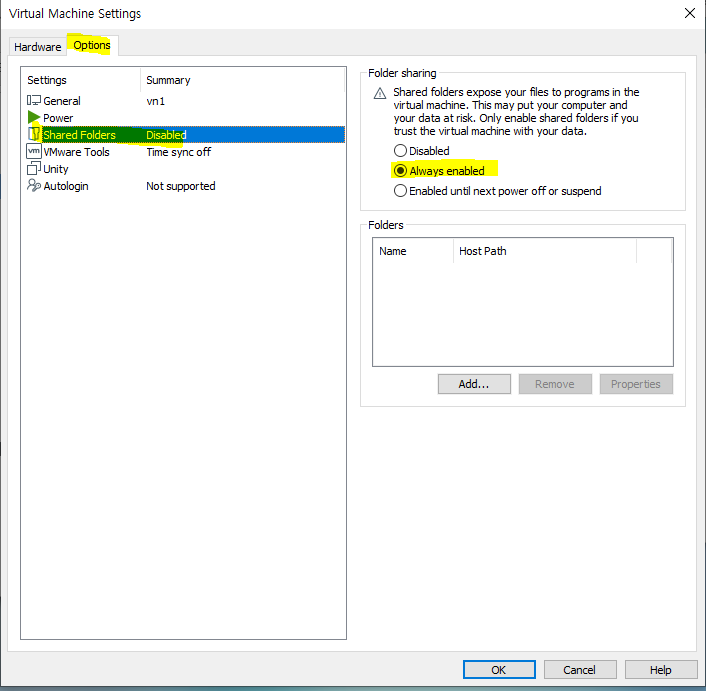 Virtual Machine Settings
Hardware Options
Settings Summary
General vn1
Power
Shared Folders Disabled
vm VMware Tools Time sync off
Unity
Autologin Not supported
Folder sharing
Shared folders expose your files to programs in the
virtual machine. This may put your computer and
your data at risk. Only enable shared folders if you
trust the virtual machine with your data.
Disabled
Always enabled
Enabled until next power off or suspend
Folders
Name Host Path
Add... Remove Properties
OK Cancel Help